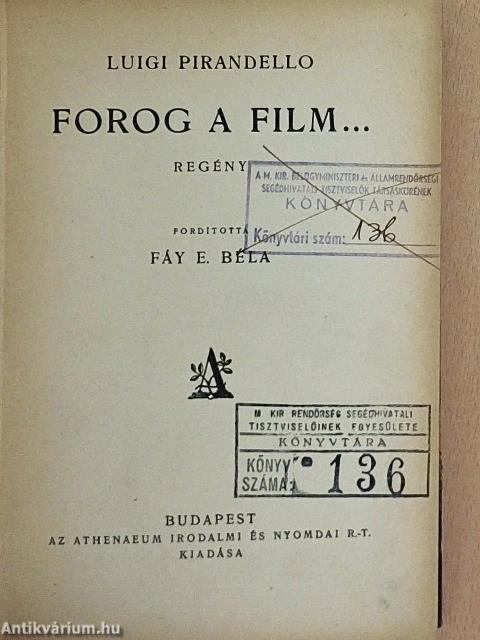 LUIGI PIRANDELLO
FOROG A FILM...
REGÉNY
A M. KIR. BELÜGYMINISZTERI és ÁLLAMRENDŐRSÉGI
SEGÉDHIVATALI TISZTVISELŐK TÁRSASKÖRÉNEK
KÖNYVTÁRA
Könyvtári szám: 136
FORDÍTOTTA
FÁY E. BÉLA
A
M KIR RENDŐRSÉG SEGÉDHIVATALI
TISZTVISELŐINEK EGYESÜLETE
KÖNYVTÁRA
KÖNYV
SZÁMA: 136
BUDAPEST
AZ ATHENAEUM IRODALMI ÉS NYOMDAI R.-T.
KIADÁSA
Antikvárium.hu